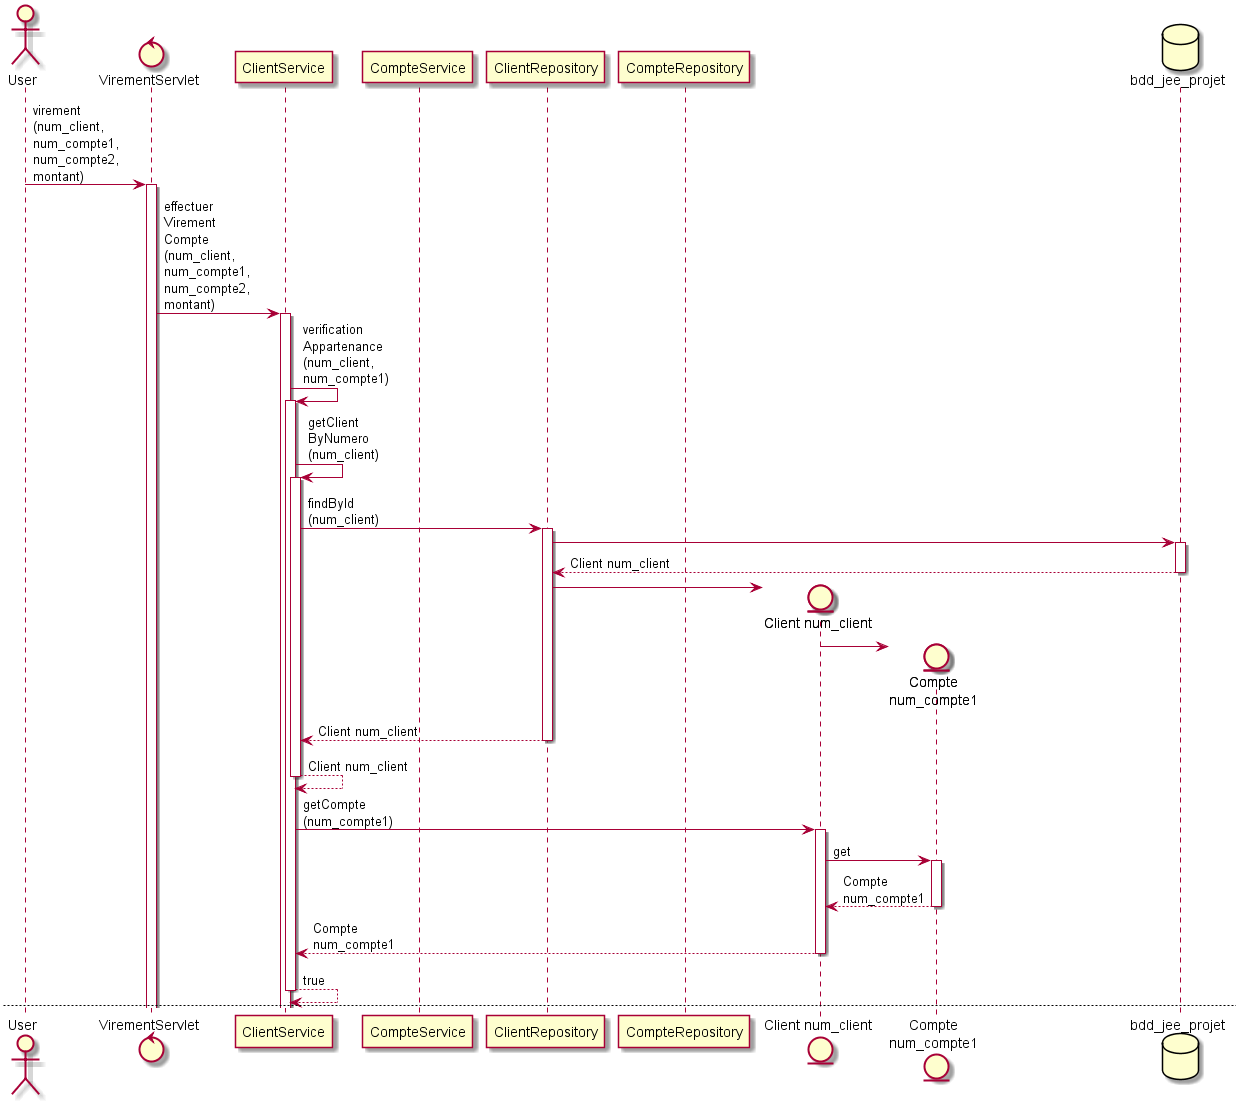 User
VirementServlet
ClientService
CompteService
ClientRepository
CompteRepository
bdd_jee_projet
virement
(num_client,
num_compte1,
num_compte2,
montant)
effectuer
Virement
Compte
(num_client,
num_compte1,
num_compte2,
montant)
verification
Appartenance
(num_client,
num_compte1)
getClient
ByNumero
(num_client)
findById
(num_client)
Client num_client
Client num_client
Compte
num_compte1
Client num_client
Client num_client
getCompte
(num_compte1)
get
Compte
num_compte1
Compte
num_compte1
true
User
VirementServlet
ClientService
CompteService
ClientRepository
CompteRepository
Client num_client
Compte
num_compte1
bdd_jee_projet